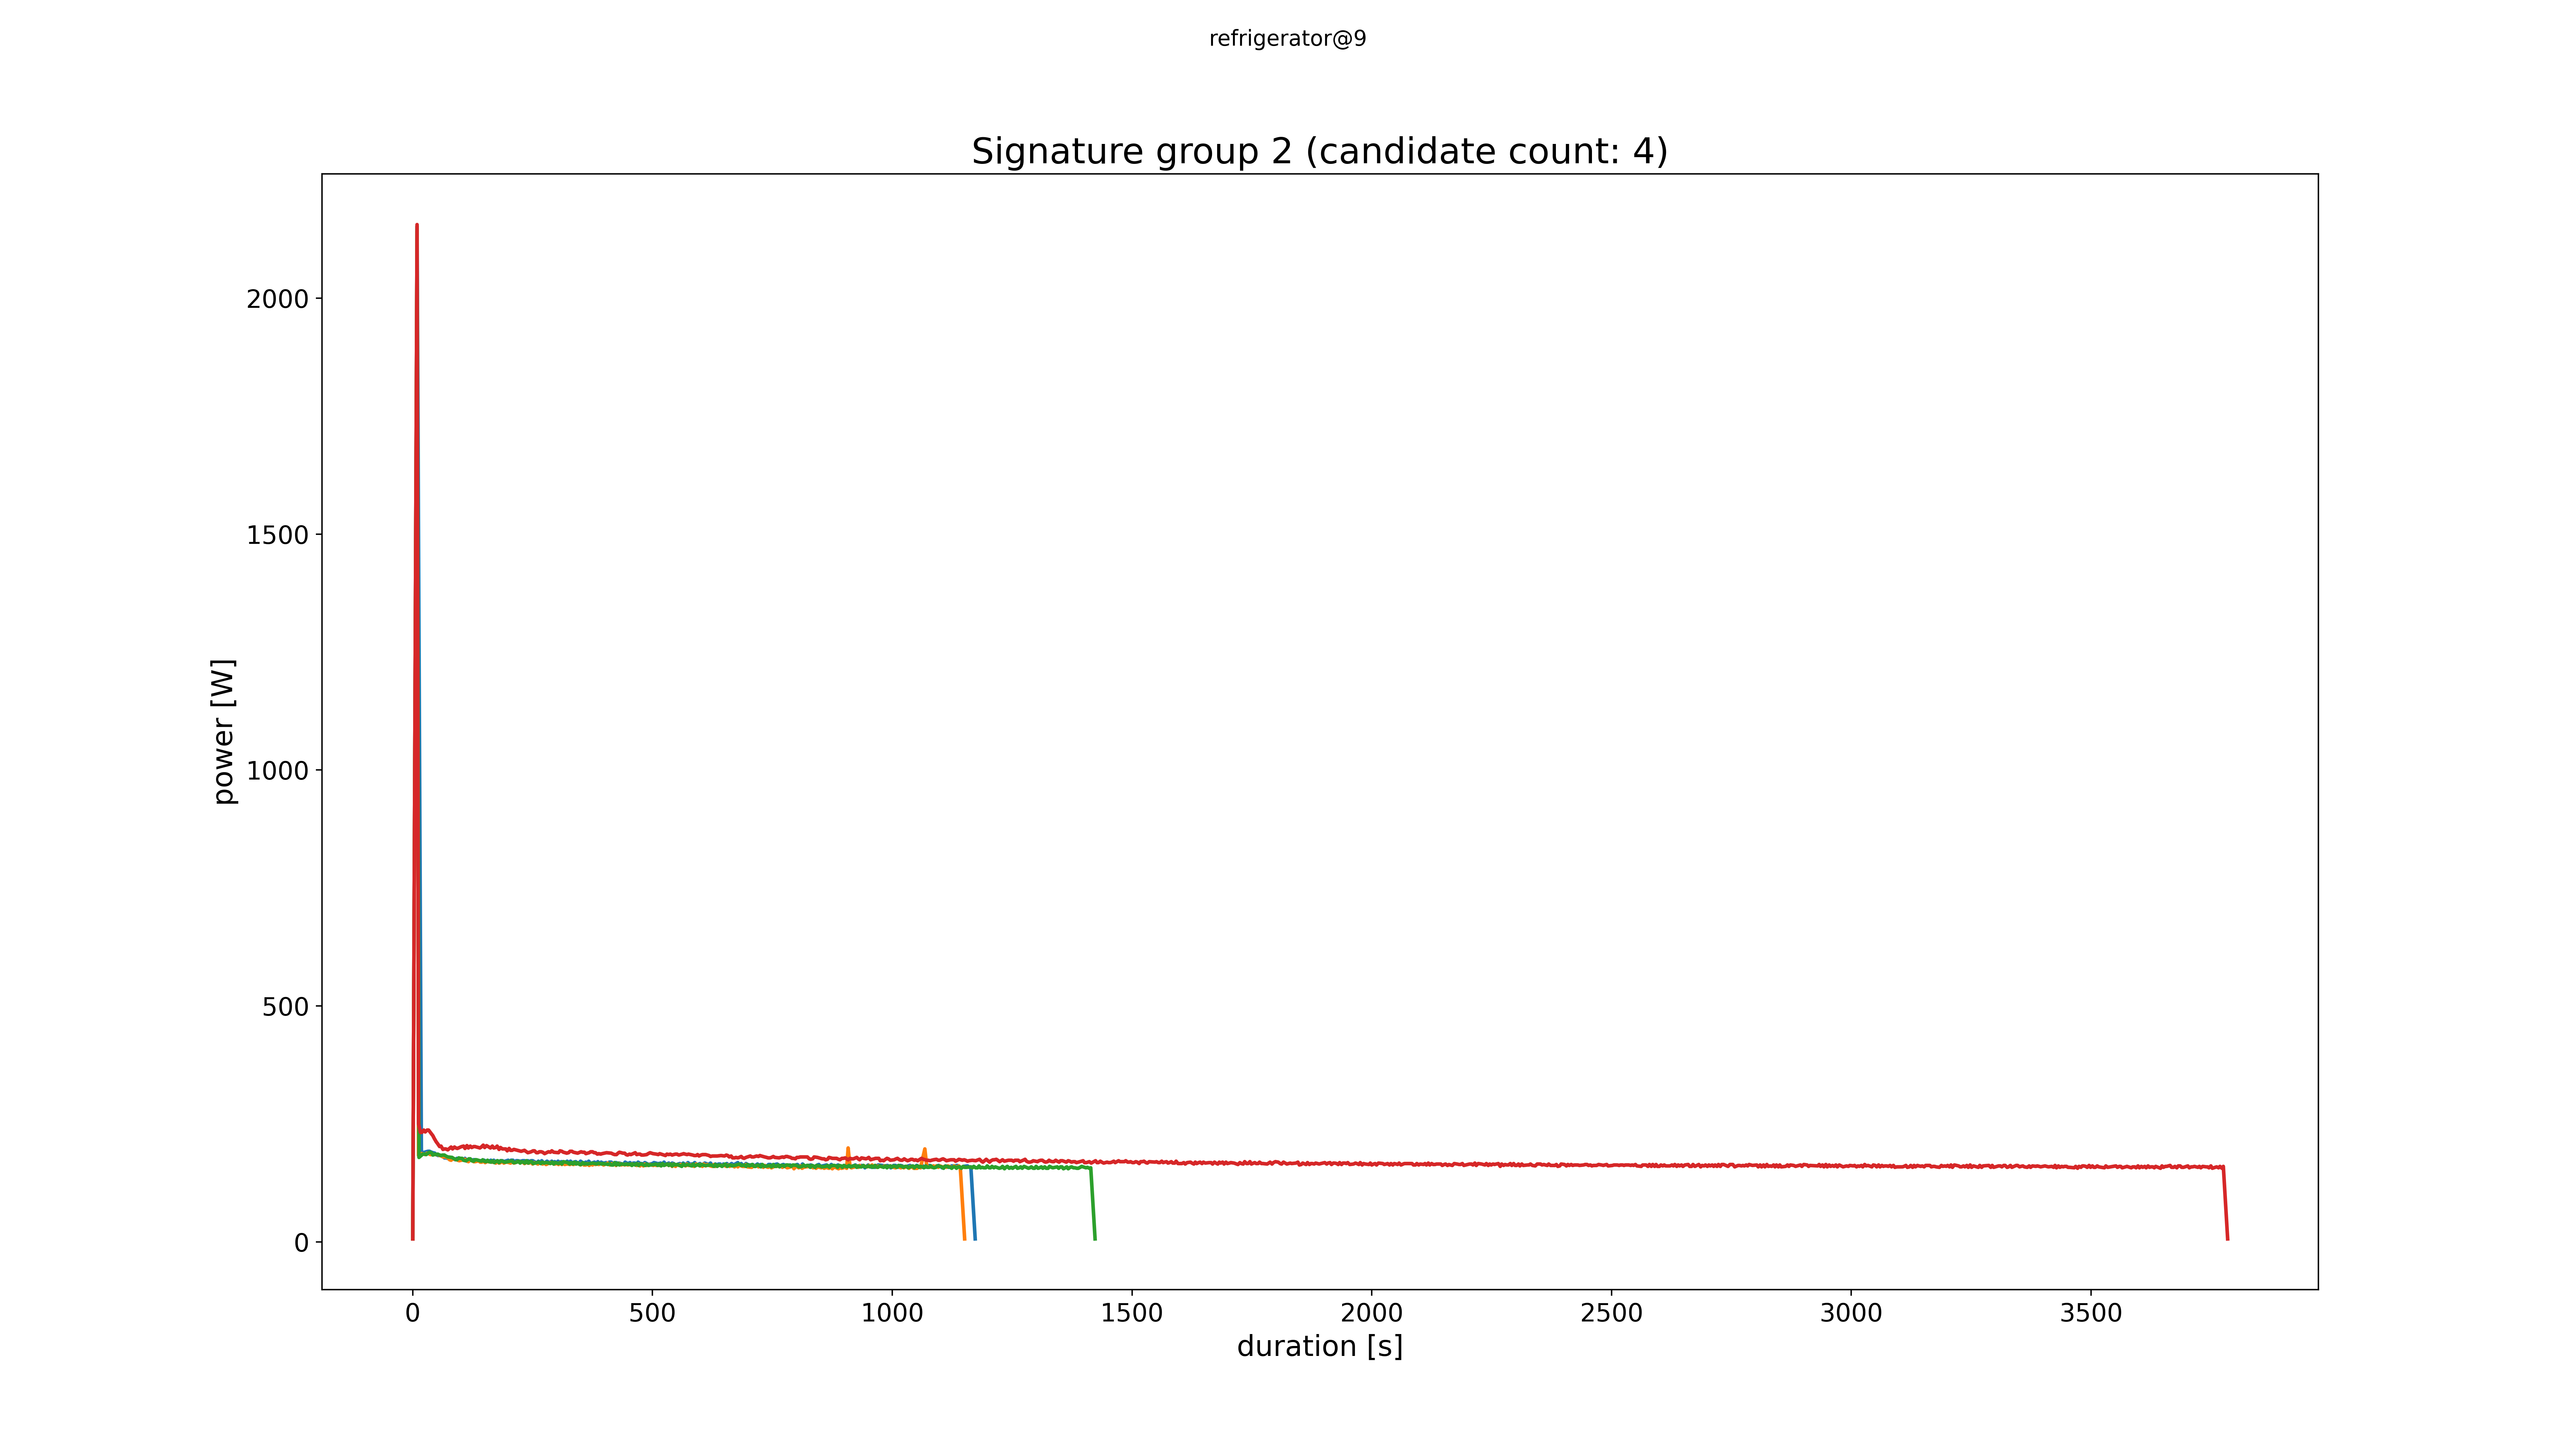 refrigerator@9
Signature group 2 (candidate count: 4)
2000
1500
1000
500
0
power [W]
0 500 1000 1500 2000 2500 3000 3500
duration [s]